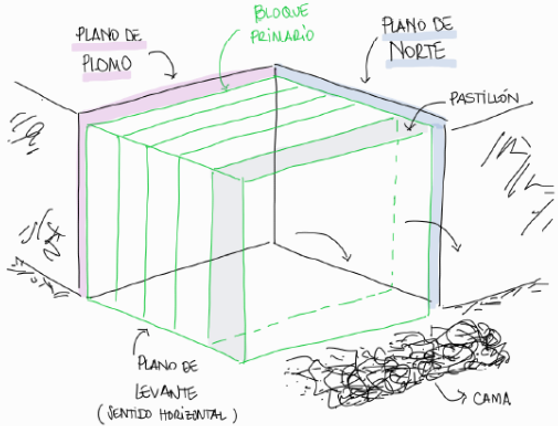 BLOQUE
PRIMARIO
PLANO DE
PLOMO
PLANO DE
NORTE
PASTILLÓN
PLANO DE
LEVANTE
(SENTIDO HORIZONTAL)
CAMA